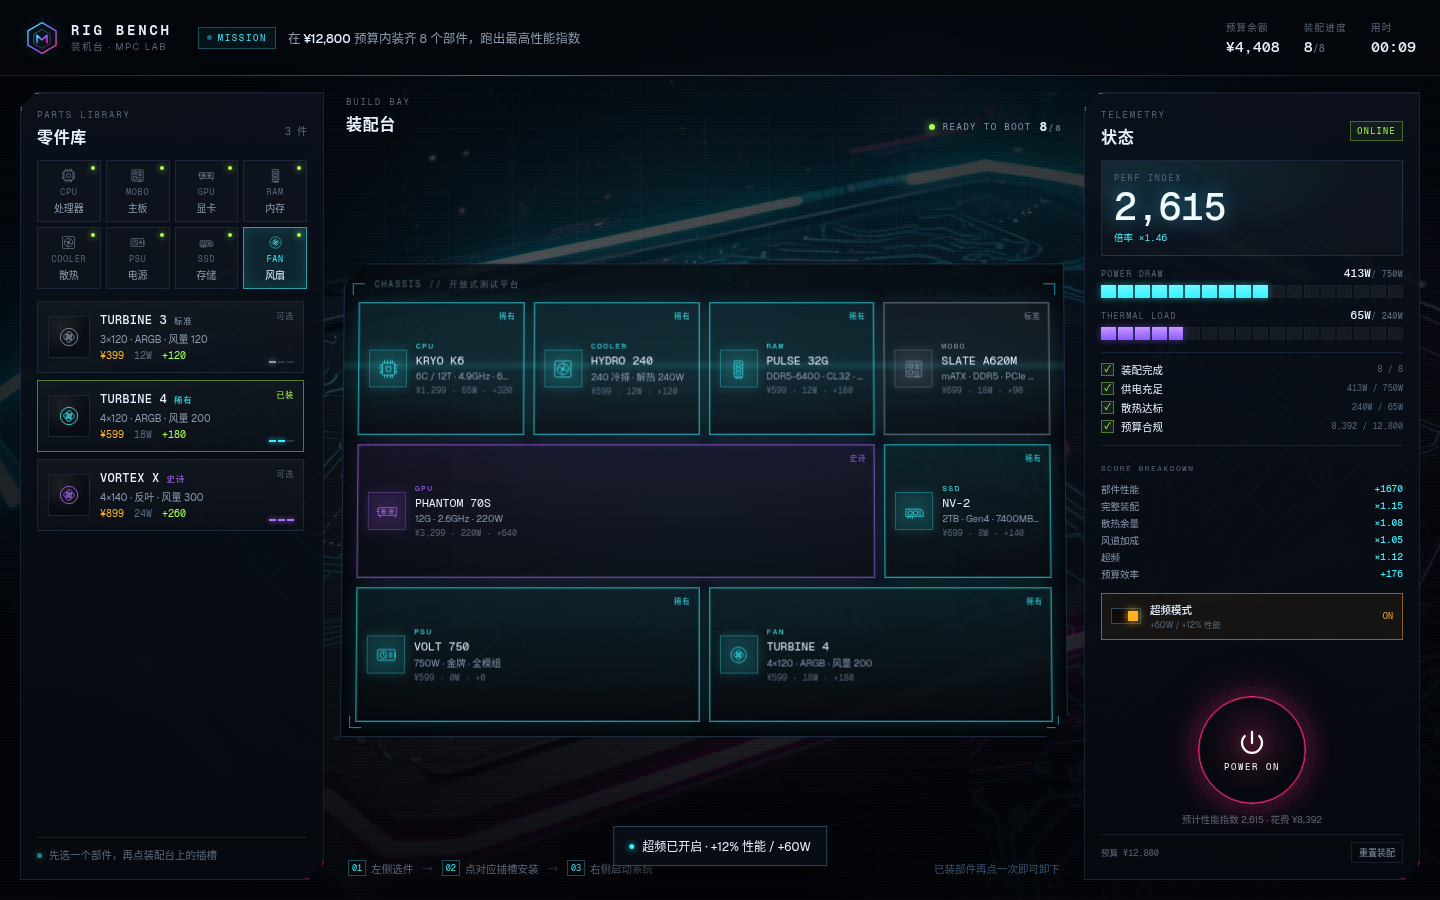 RIG BENCH
装机台 · MPC LAB
MISSION
在 ¥12,800 预算内装齐 8 个部件，跑出最高性能指数
预算余额
¥4,408
装配进度
8/8
用时
00:09
PARTS LIBRARY
零件库
3 件
CPU
处理器
MOBO
主板
GPU
显卡
RAM
内存
COOLER
散热
PSU
电源
SSD
存储
FAN
风扇
TURBINE 3 标准
可选
3×120 · 风量 120
¥399 12W +120
TURBINE 4 稀有
已装
4×120 · ARGB · 风量 200
¥599 18W +180
VORTEX X 史诗
可选
4×140 · 反叶 · 风量 300
¥899 24W +260
先选一个部件，再点装配台上的插槽
BUILD BAY
装配台
READY TO BOOT 8/8
CHASSIS // 开放式测试平台
稀有
CPU
KRYO K6
6C / 12T · 4.9GHz · 6…
¥1,299 · 65W · +320
稀有
COOLER
HYDRO 240
240 冷排 · 解热 240W
¥599 · 12W · +120
稀有
RAM
PULSE 32G
DDR5-6400 · CL32 · …
¥599 · 12W · +180
标准
MOBO
SLATE A620M
mATX · DDR5 · PCIe …
¥699 · 18W · +90
史诗
GPU
PHANTOM 70S
12G · 2.6GHz · 220W
¥3,299 · 220W · +640
稀有
SSD
NV-2
2TB · Gen4 · 7400MB…
¥699 · 8W · +140
稀有
PSU
VOLT 750
750W · 金牌 · 全模组
¥599 · 0W · +0
稀有
FAN
TURBINE 4
4×120 · ARGB · 风量 200
¥599 · 18W · +180
超频已开启 · +12% 性能 / +60W
01 左侧选件 → 02 点对应插槽安装 → 03 右侧启动系统
已装部件再点一次即可卸下
TELEMETRY
状态
ONLINE
PERF INDEX
2,615
倍率 ×1.46
POWER DRAW
413W/ 750W
THERMAL LOAD
65W/ 240W
装配完成
8 / 8
供电充足
413W / 750W
散热达标
240W / 65W
预算合规
8,392 / 12,800
SCORE BREAKDOWN
部件性能
+1670
完整装配
×1.15
散热余量
×1.08
风道加成
×1.05
超频
×1.12
预算效率
+176
超频模式
+60W / +12% 性能
ON
POWER ON
预计性能指数 2,615 · 花费 ¥8,392
预算 ¥12,800
重置装配